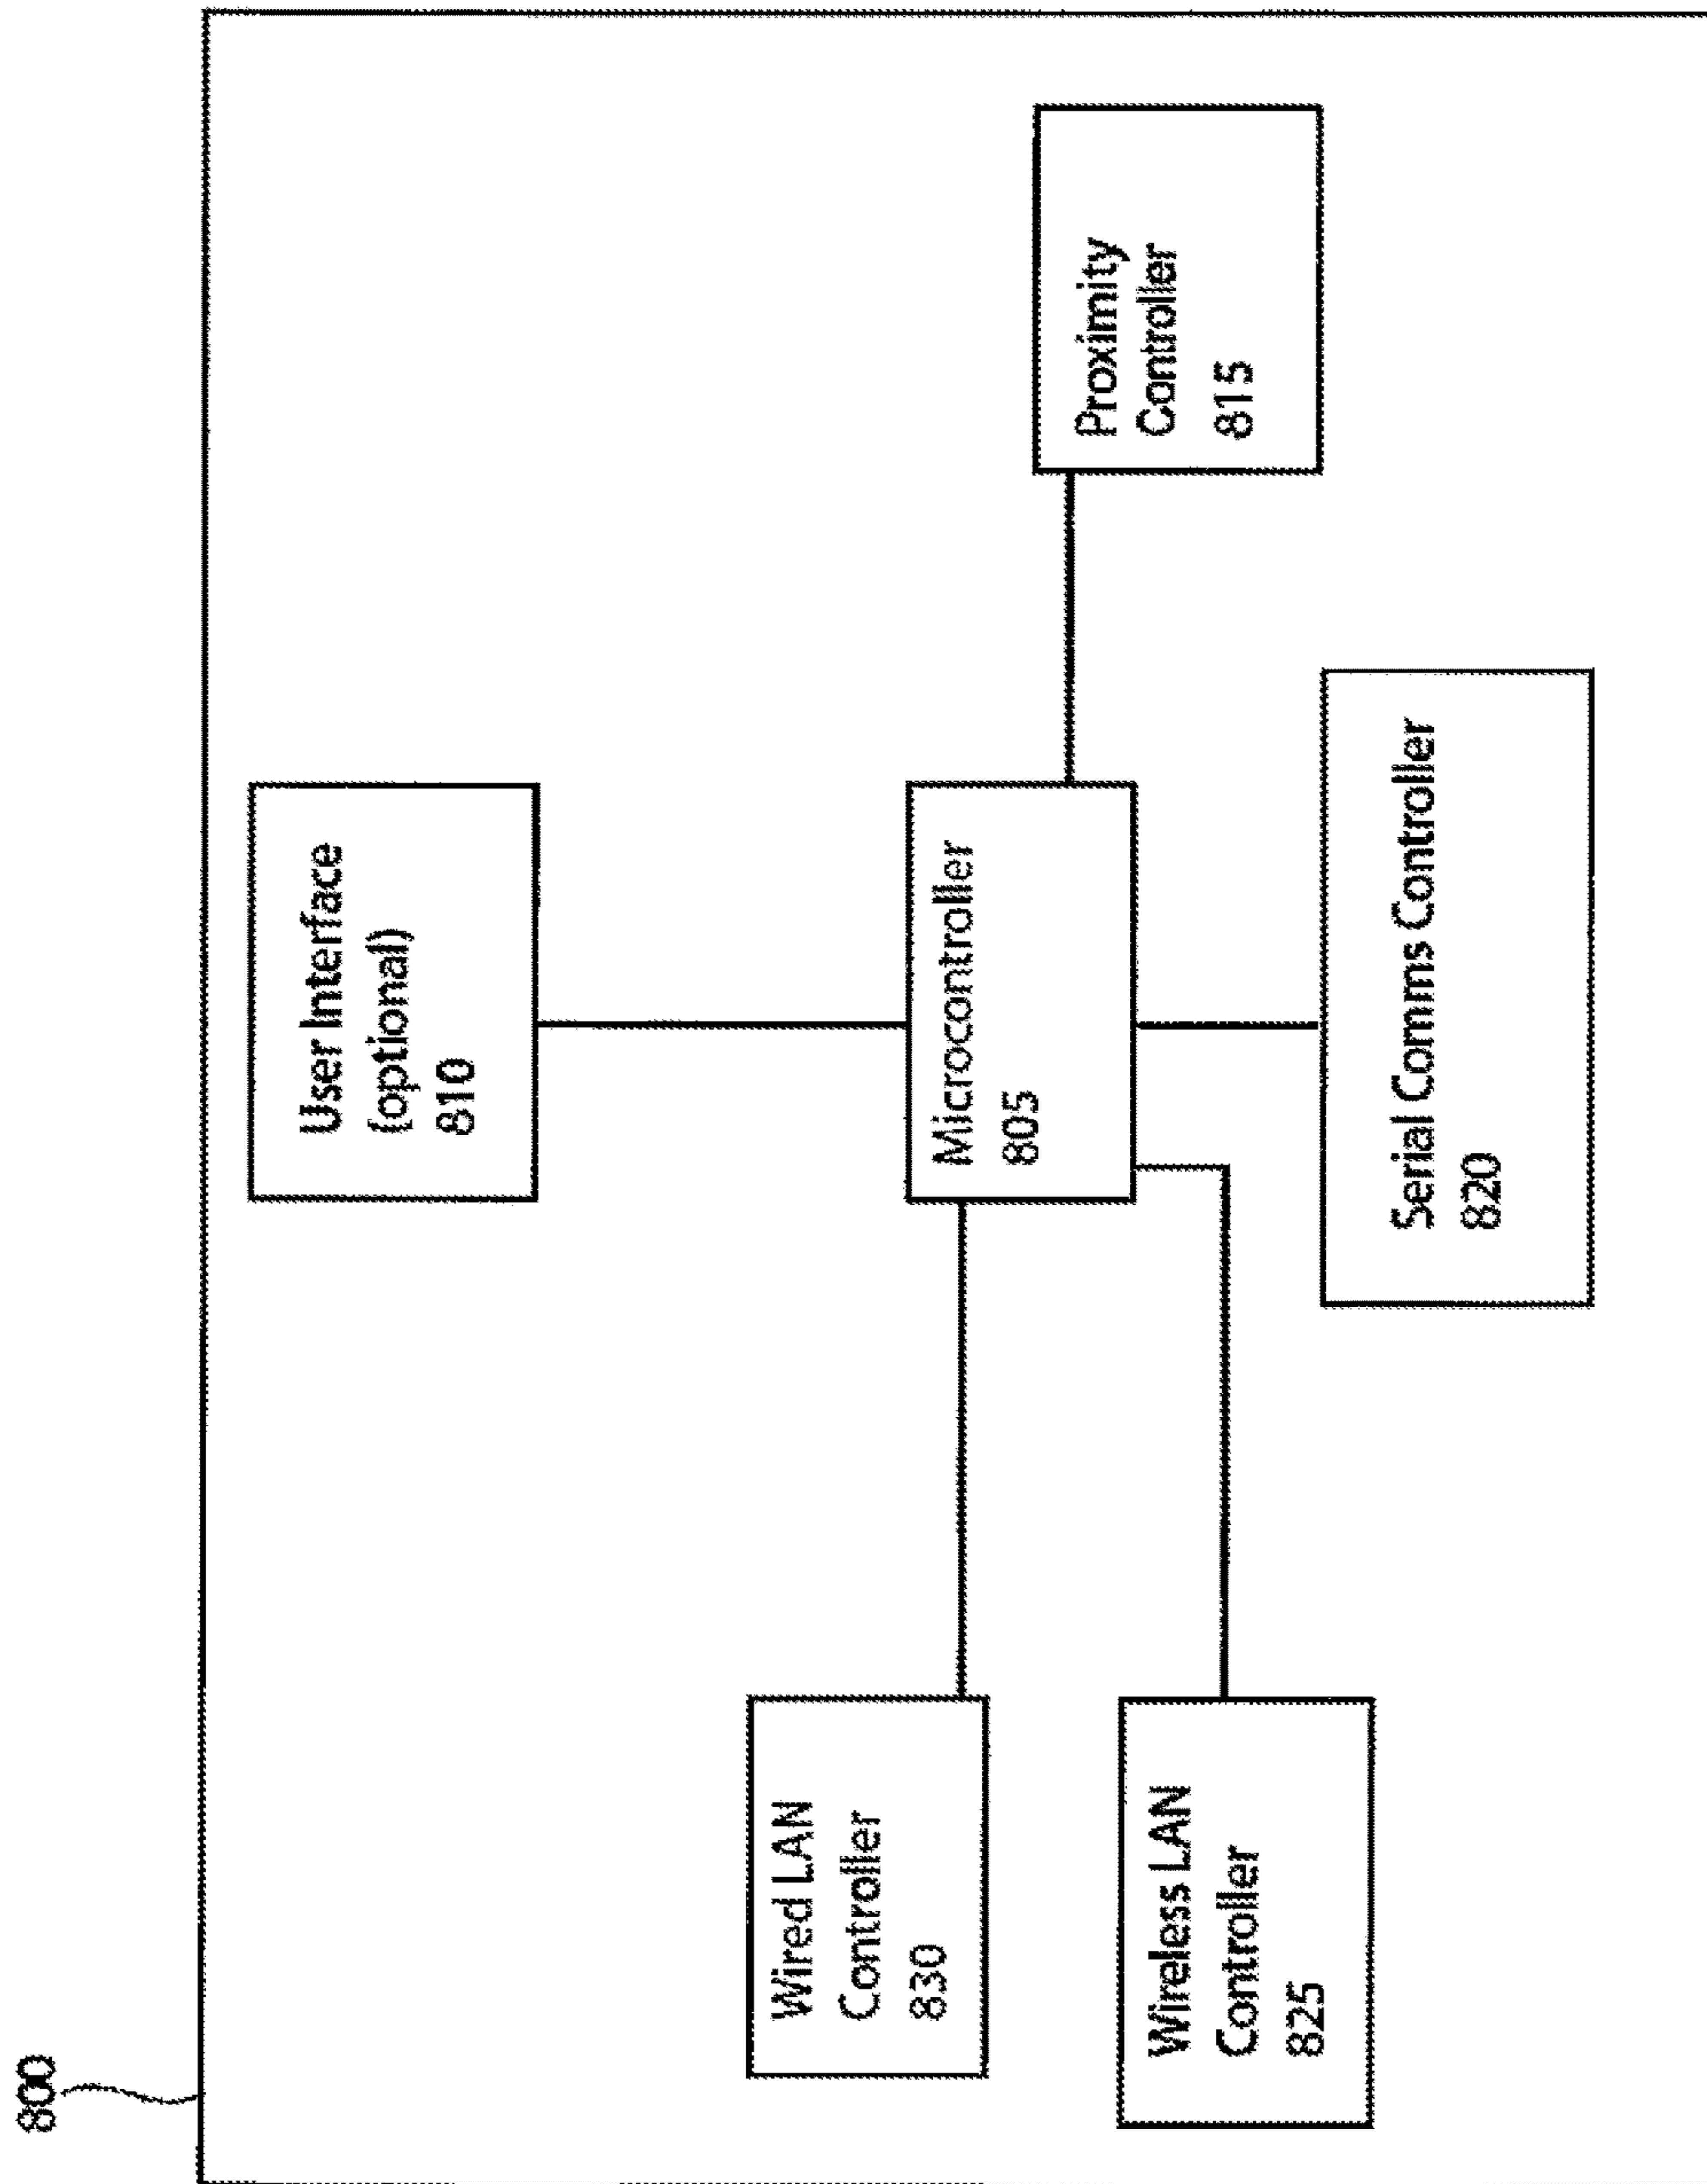 800
User Interface
(optional)
810
Wired LAN
Controller
830
Microcontroller
805
Proximity
Controller
815
Wireless LAN
Controller
825
Serial Comms Controller
820